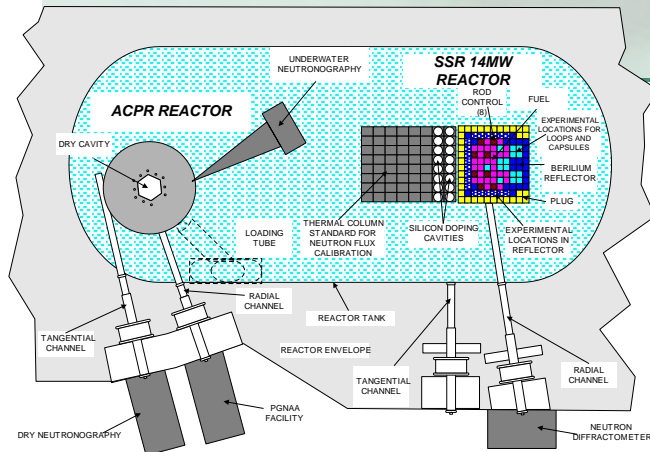 UNDERWATER
NEUTRONOGRAPHY
SSR 14MW
REACTOR
ROD
CONTROL
(8)
FUEL
ACPR REACTOR
EXPERIMENTAL
LOCATIONS FOR
LOOPS AND
CAPSULES
DRY CAVITY
BERILIUM
REFLECTOR
PLUG
THERMAL COLUMN
STANDARD FOR
NEUTRON FLUX
CALIBRATION
SILICON DOPING
CAVITIES
EXPERIMENTAL
LOCATIONS IN
REFLECTOR
LOADING
TUBE
RADIAL
CHANNEL
REACTOR TANK
TANGENTIAL
CHANNEL
REACTOR ENVELOPE
TANGENTIAL
CHANNEL
RADIAL
CHANNEL
PGNAA
FACILITY
DRY NEUTRONOGRAPHY
NEUTRON
DIFFRACTOMETER